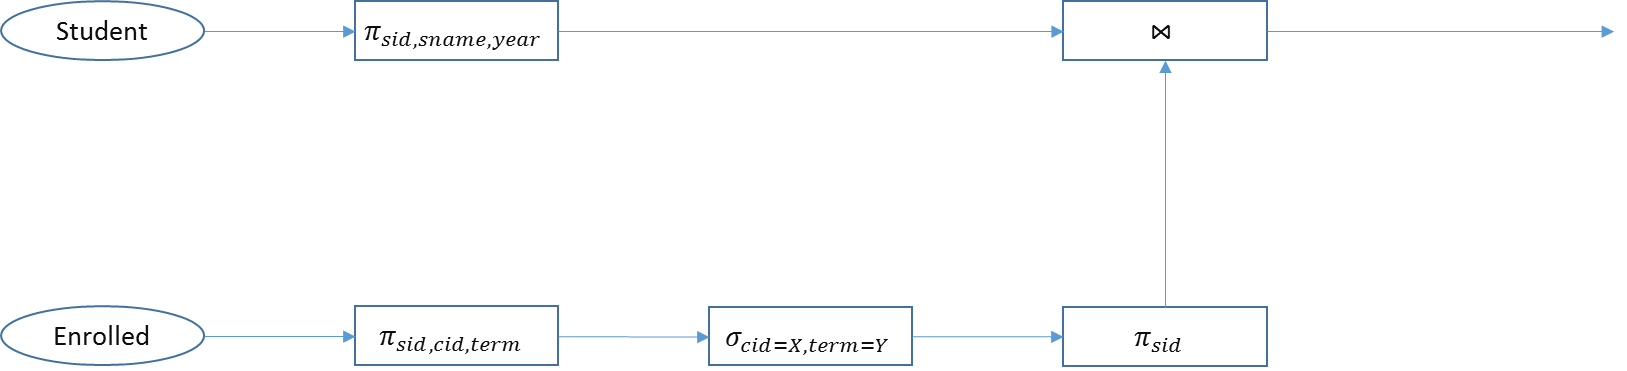 Student
π_{sid,sname,year}
⋈
Enrolled
π_{sid,cid,term}
σ_{cid=X,term=Y}
π_{sid}